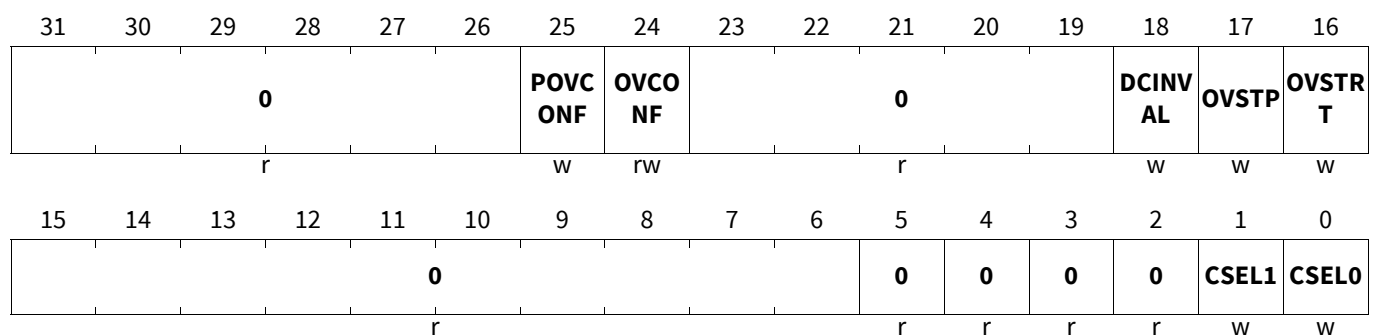 31 30 29 28 27 26 25 24 23 22 21 20 19 18 17 16
0 POVC ONF OVCO NF 0 DCINV AL OVSTP OVSTR T
r w rw r w w w
15 14 13 12 11 10 9 8 7 6 5 4 3 2 1 0
0 0 0 0 0 CSEL1 CSEL0
r r r r r w w